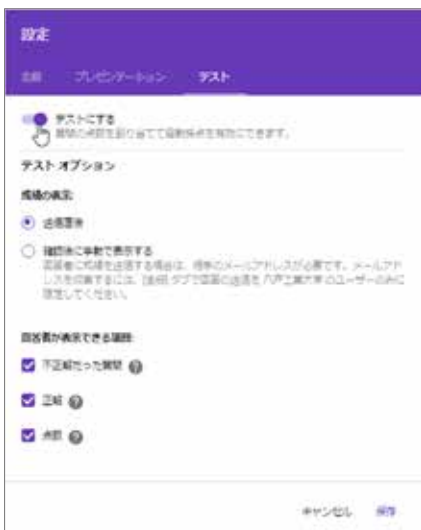 設定
全般 プレゼンテーション テスト
テストにする
質問の点数を割り当てて自動採点を有効にできます。
テスト オプション
成績の表示:
送信直後
確認後に手動で表示する
回答者に成績を送信する場合は、相手のメールアドレスが必要です。メールアド
レスを収集するには、[全般] タブで回答の送信を 八戸工業大学 のユーザーのみに
限定してください。
回答者が表示できる項目:
不正解だった質問
正解
点数
キャンセル 保存